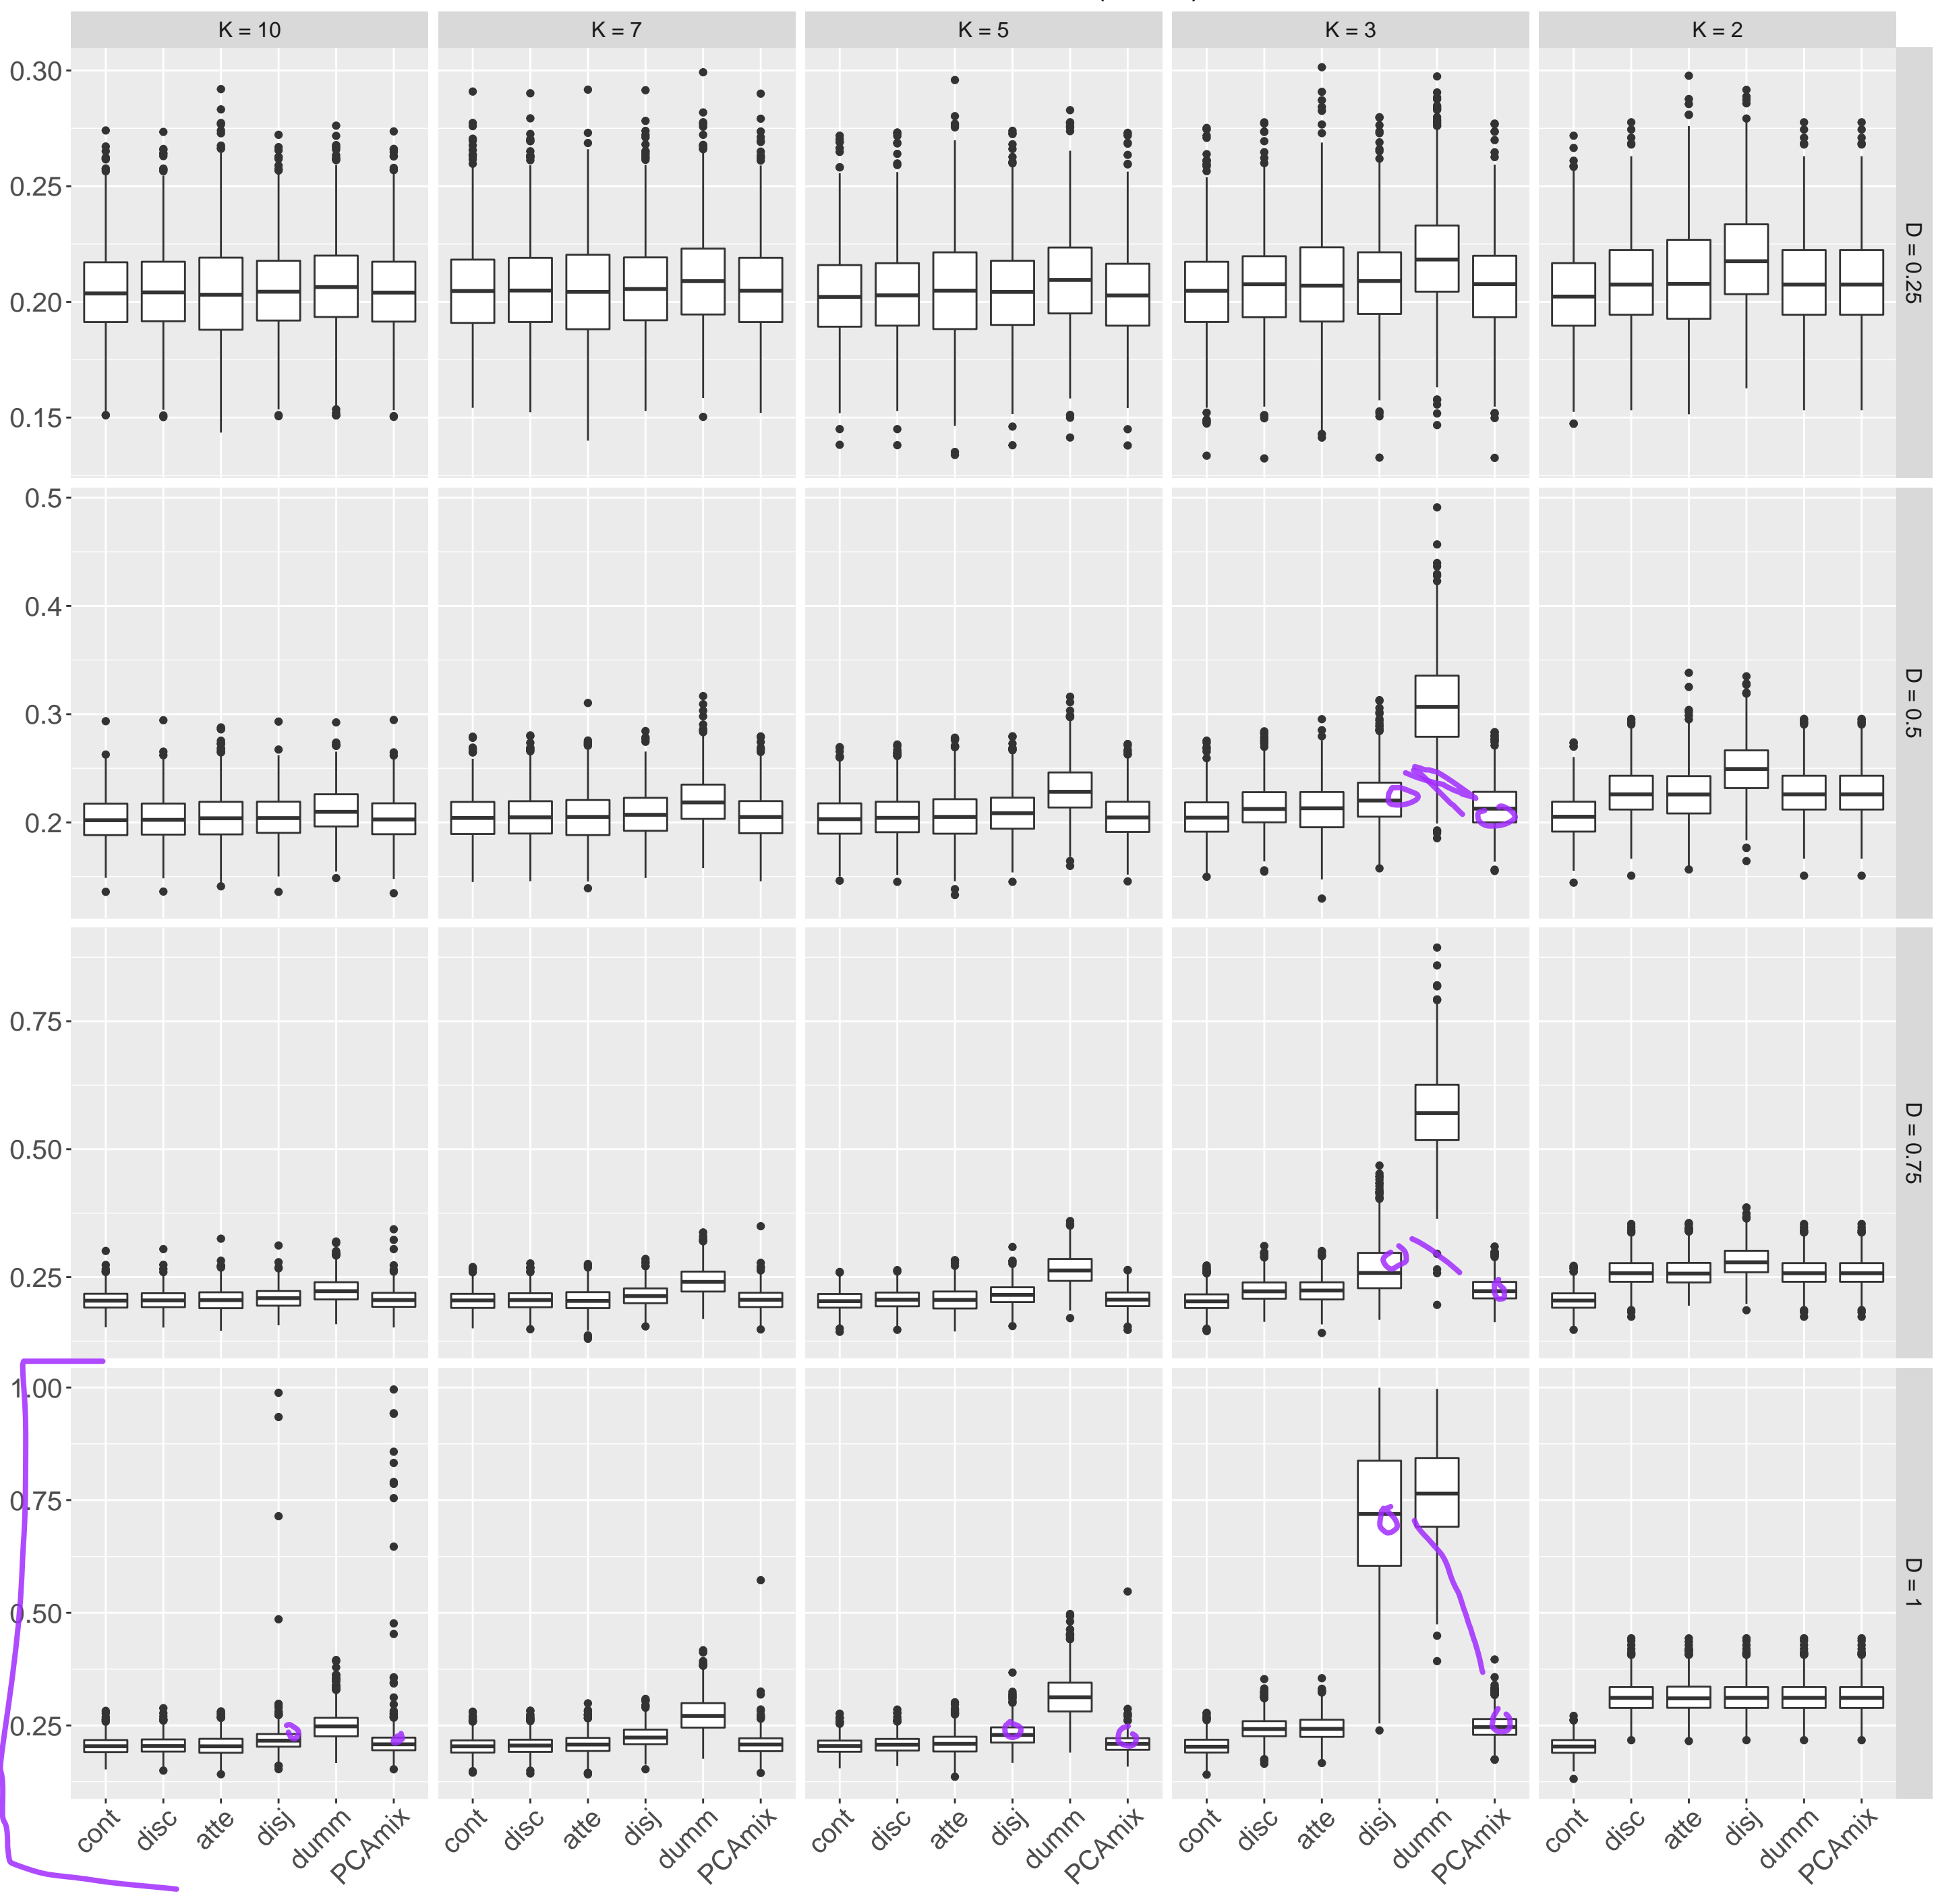 K = 10 K = 7 K = 5 K = 3 K = 2
0.30
0.25
0.20
0.15
D = 0.25
0.5
0.4
0.3
0.2
D = 0.5
0.75
0.50
0.25
D = 0.75
1.00
0.75
0.50
0.25
D = 1
cont disc atte disj dumm PCAmix cont disc atte disj dumm PCAmix cont disc atte disj dumm PCAmix cont disc atte disj dumm PCAmix cont disc atte disj dumm PCAmix